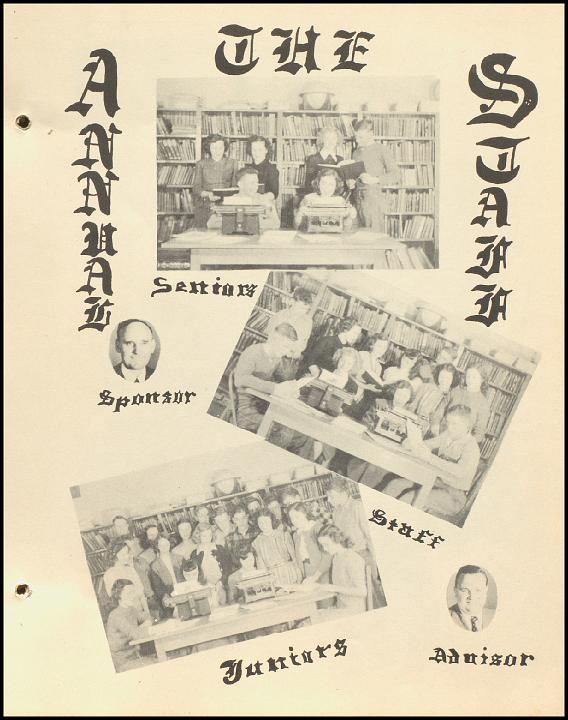 THE
ANNUAL
STAFF
Seniors
Sponsor
Staff
Juniors
Advisor